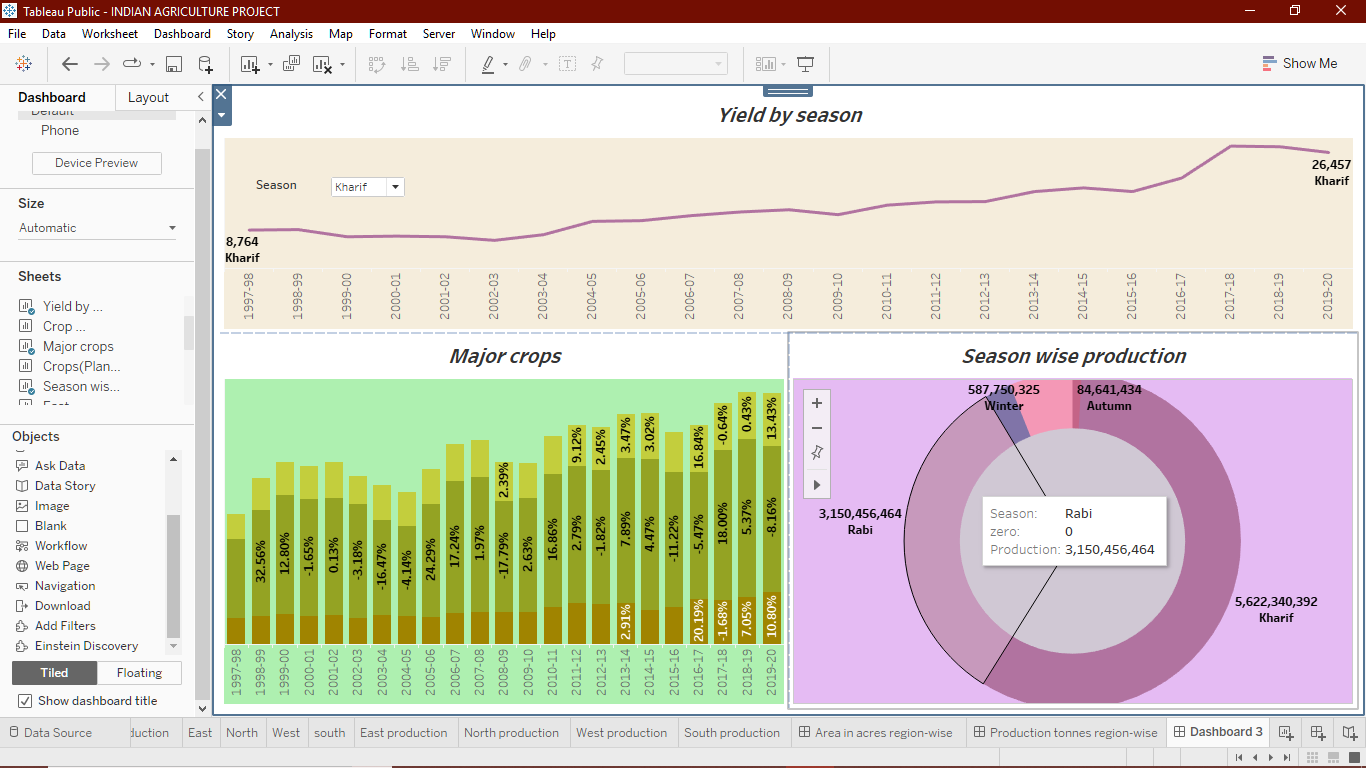 Tableau Public - INDIAN AGRICULTURE PROJECT
File Data Worksheet Dashboard Story Analysis Map Format Server Window Help
Show Me
Dashboard Layout
Default
Phone
Device Preview
Size
Automatic
Sheets
Yield by ...
Crop ...
Major crops
Crops(Plan...
Season wis...
Objects
Ask Data
Data Story
Image
Blank
Workflow
Web Page
Navigation
Download
Add Filters
Einstein Discovery
Tiled Floating
Show dashboard title
Yield by season
Season Kharif
8,764
Kharif
26,457
Kharif
1997-98 1998-99 1999-00 2000-01 2001-02 2002-03 2003-04 2004-05 2005-06 2006-07 2007-08 2008-09 2009-10 2010-11 2011-12 2012-13 2013-14 2014-15 2015-16 2016-17 2017-18 2018-19 2019-20
Major crops
2.39% 9.12% 2.45% 3.47% 3.02% 16.84% -0.64% 0.43% 13.43%
32.56% 12.80% -1.65% 0.13% -3.18% -16.47% -4.14% 24.29% 17.24% 1.97% -17.79% 2.63% 16.86% 2.79% -1.82% 7.89% 4.47% -11.22% -5.47% 18.00% 5.37% -8.16%
2.91% 20.19% -1.68% 7.05% 10.80%
1997-98 1998-99 1999-00 2000-01 2001-02 2002-03 2003-04 2004-05 2005-06 2006-07 2007-08 2008-09 2009-10 2010-11 2011-12 2012-13 2013-14 2014-15 2015-16 2016-17 2017-18 2018-19 2019-20
Season wise production
587,750,325
Winter
84,641,434
Autumn
3,150,456,464
Rabi
Season: Rabi
zero: 0
Production: 3,150,456,464
5,622,340,392
Kharif
Data Source duction East North West south East production North production West production South production Area in acres region-wise Production tonnes region-wise Dashboard 3